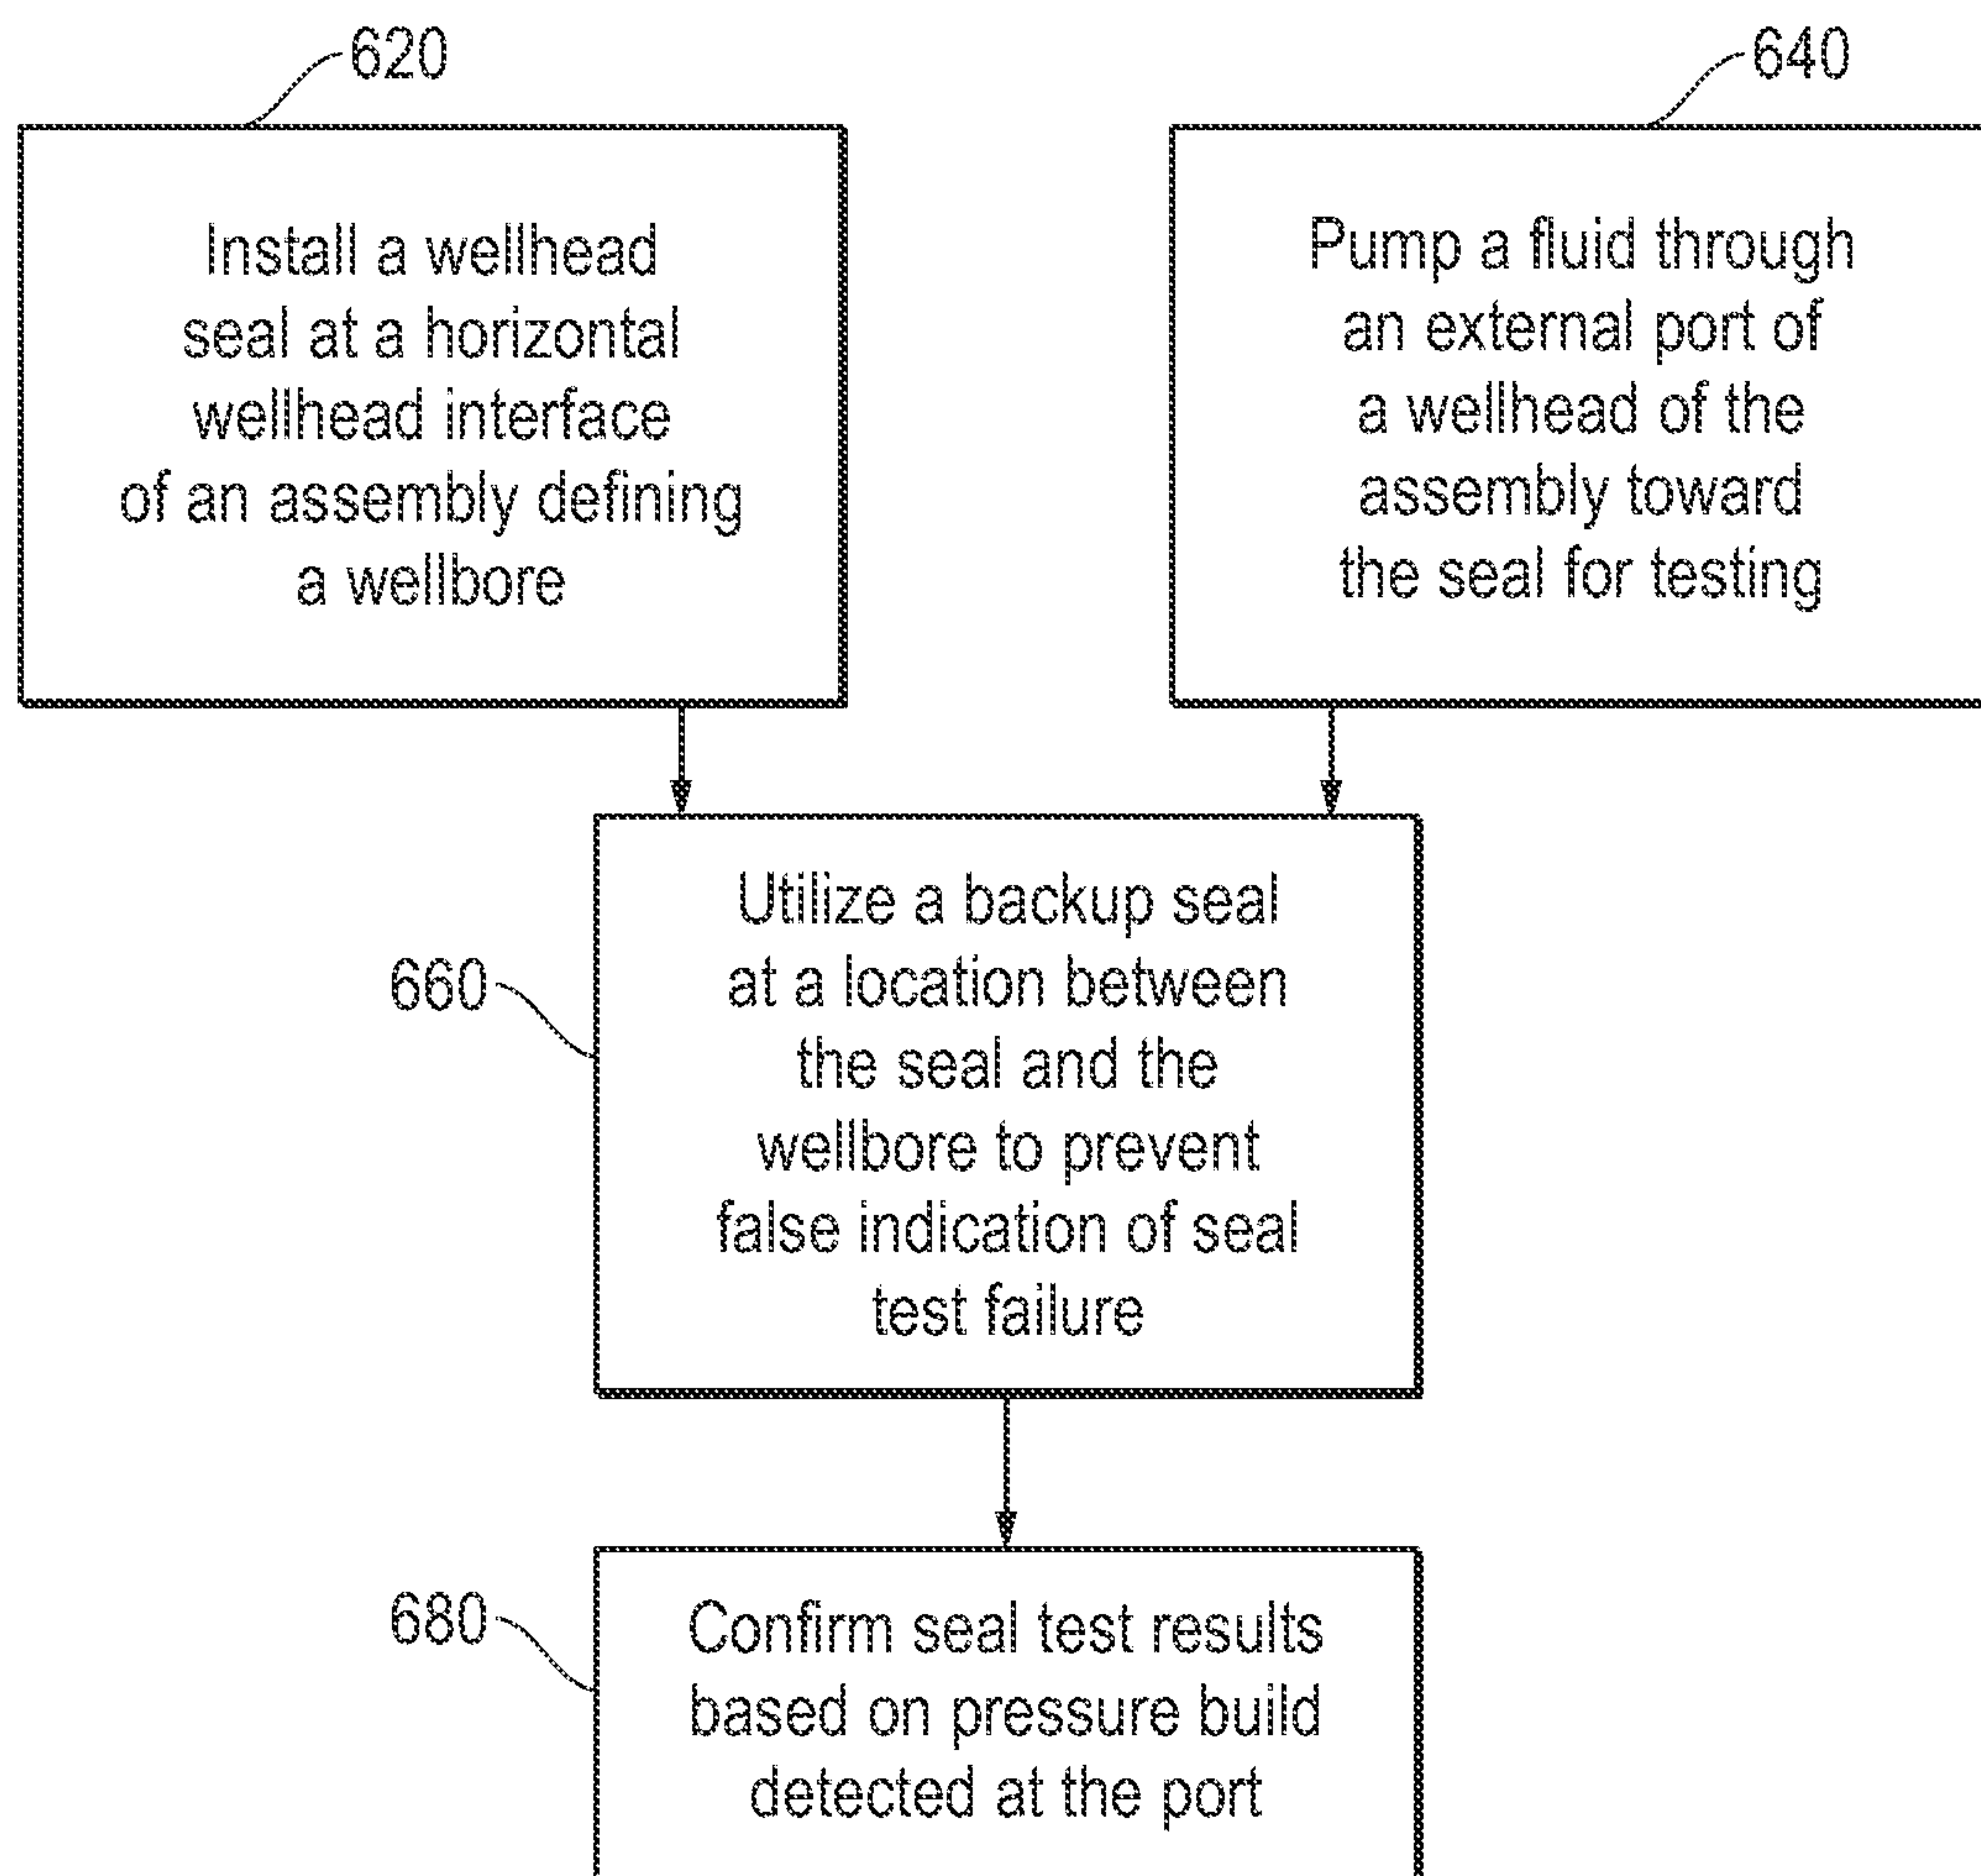 620
Install a wellhead
seal at a horizontal
wellhead interface
of an assembly defining
a wellbore
640
Pump a fluid through
an external port of
a wellhead of the
assembly toward
the seal for testing
660
Utilize a backup seal
at a location between
the seal and the
wellbore to prevent
false indication of seal
test failure
680
Confirm seal test results
based on pressure build
detected at the port